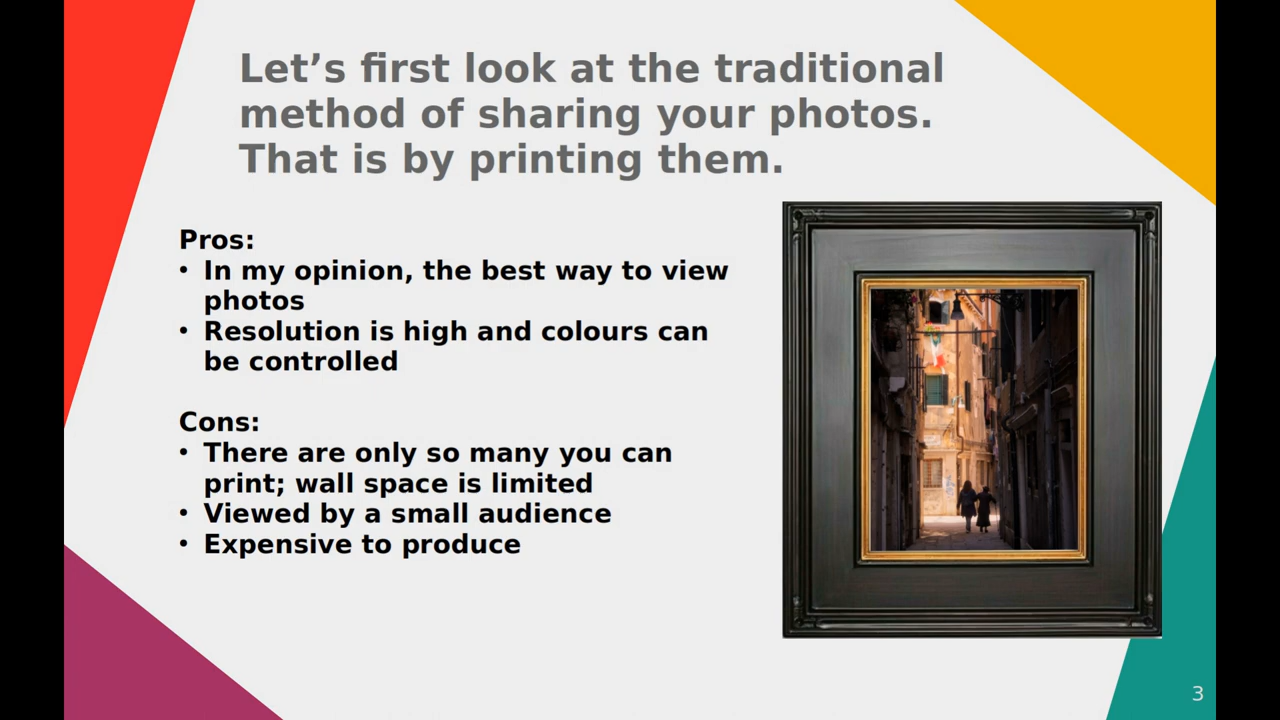 Let’s first look at the traditional
method of sharing your photos.
That is by printing them.
Pros:
• In my opinion, the best way to view
photos
• Resolution is high and colours can
be controlled
Cons:
• There are only so many you can
print; wall space is limited
• Viewed by a small audience
• Expensive to produce
3